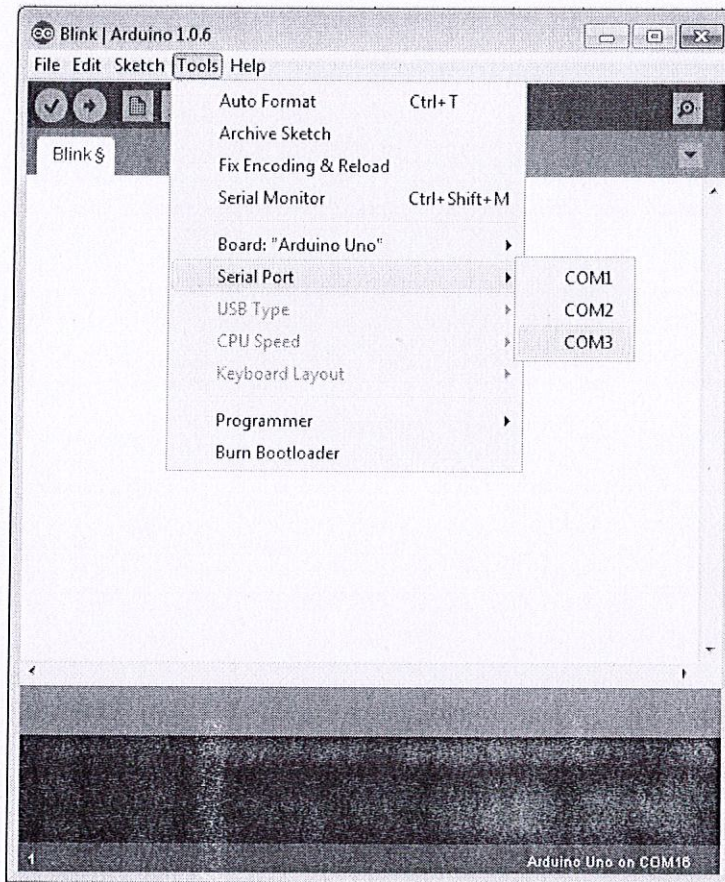 Blink | Arduino 1.0.6
File Edit Sketch Tools Help
Auto Format Ctrl+T
Archive Sketch
Fix Encoding & Reload
Blink §
Serial Monitor Ctrl+Shift+M
Board: "Arduino Uno"
Serial Port
COM1
USB Type
COM2
CPU Speed
COM3
Keyboard Layout
Programmer
Burn Bootloader
1
Arduino Uno on COM16